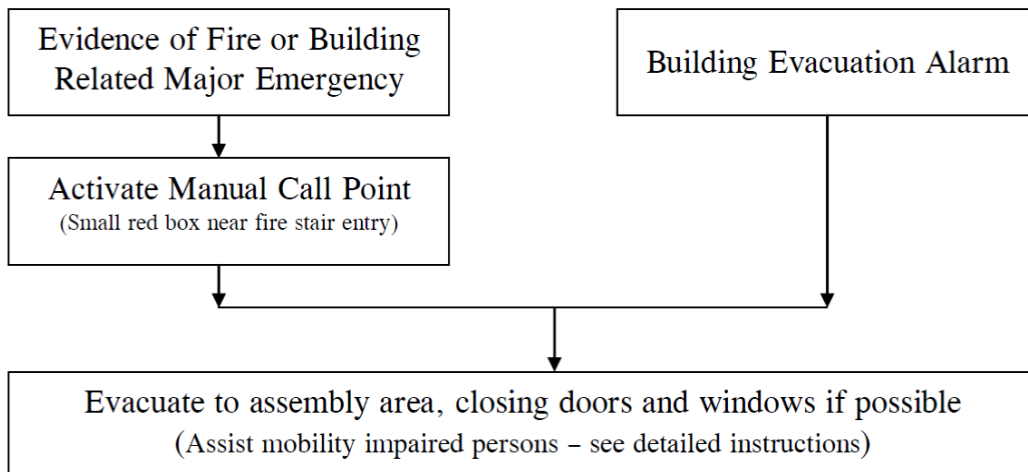 Evidence of Fire or Building
Related Major Emergency
Building Evacuation Alarm
Activate Manual Call Point
(Small red box near fire stair entry)
Evacuate to assembly area, closing doors and windows if possible
(Assist mobility impaired persons – see detailed instructions)